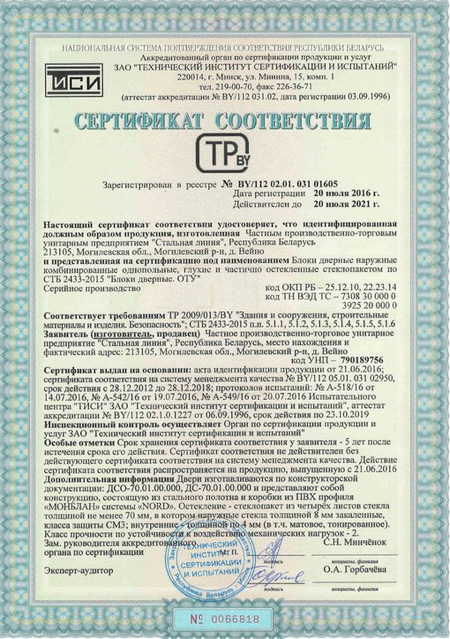 НАЦИОНАЛЬНАЯ СИСТЕМА ПОДТВЕРЖДЕНИЯ СООТВЕТСТВИЯ РЕСПУБЛИКИ БЕЛАРУСЬ
Аккредитованный орган по сертификации продукции и услуг
ЗАО "ТЕХНИЧЕСКИЙ ИНСТИТУТ СЕРТИФИКАЦИИ И ИСПЫТАНИЙ"
220014, г. Минск, ул. Минина, 15, комн. 1
тел. 219-00-70, факс 226-36-71
(аттестат аккредитации № BY/112 031.02, дата регистрации 03.09.1996)
ТИСИ
СЕРТИФИКАТ СООТВЕТСТВИЯ
ТР BY
Зарегистрирован в реестре № BY/112 02.01. 031 01605
Дата регистрации 20 июля 2016 г.
Действителен до 20 июля 2021 г.
Настоящий сертификат соответствия удостоверяет, что идентифицированная
должным образом продукция, изготовленная Частным производственно-торговым
унитарным предприятием "Стальная линия", Республика Беларусь
213105, Могилевская обл., Могилевский р-н, д. Вейно
и представленная на сертификацию под наименованием Блоки дверные наружные
комбинированные однопольные, глухие и частично остекленные стеклопакетом по
СТБ 2433-2015 "Блоки дверные. ОТУ"
Серийное производство код ОКП РБ - 25.12.10, 22.23.14
код ТН ВЭД ТС – 7308 30 000 0
3925 20 000 0
Соответствует требованиям ТР 2009/013/BY "Здания и сооружения, строительные
материалы и изделия. Безопасность"; СТБ 2433-2015 п.п. 5.1.1, 5.1.2, 5.1.3, 5.1.4, 5.1.5, 5.1.6
Заявитель (изготовитель, продавец) Частное производственно-торговое унитарное
предприятие "Стальная линия", Республика Беларусь, место нахождения и
фактический адрес: 213105, Могилевская обл., Могилевский р-н, д. Вейно
код УНП – 790189756
Сертификат выдан на основании: акта идентификации продукции от 21.06.2016;
сертификата соответствия на систему менеджмента качества № BY/112 05.01. 031 02950,
срок действия с 28.12.2012 до 28.12.2018; протоколов испытаний: № А-518/16 от
14.07.2016, № А-542/16 от 19.07.2016, № А-549/16 от 20.07.2016 Испытательного
центра "ТИСИ" ЗАО "Технический институт сертификации и испытаний", аттестат
аккредитации № BY/112 02.1.0.1227 от 06.09.1996, срок действия до 23.10.2019
Инспекционный контроль осуществляет Орган по сертификации продукции и
услуг ЗАО "Технический институт сертификации и испытаний"
Особые отметки Срок хранения сертификата соответствия у заявителя - 5 лет после
истечения срока его действия. Сертификат соответствия не действителен без
действующего сертификата соответствия на систему менеджмента качества. Действие
сертификата соответствия распространяется на продукцию, выпущенную с 21.06.2016
Дополнительная информация Двери изготавливаются по конструкторской
документации: ДСО-70.01.00.000, ДС-70.01.00.000 и представляют собой
конструкцию, состоящую из стального полотна и коробки из ПВХ профиля
«МОНБЛАН» системы «NORD». Остекление - стеклопакет из четырёх листов стекла
толщиной не менее 70 мм, в котором наружные стекла толщиной 8 мм закаленные,
класса защиты СМ3; внутренние - толщиной по 4 мм (в т.ч. матовое, тонированное).
Класс прочности по устойчивости к воздействию механических нагрузок - 2.
Зам. руководителя аккредитованного
органа по сертификации М.П. С.Н. Минчёнок
Эксперт-аудитор О.А. Горбачёва
ТЕХНИЧЕСКИЙ
ИНСТИТУТ
СЕРТИФИКАЦИИ
И ИСПЫТАНИЙ
№ 0066818